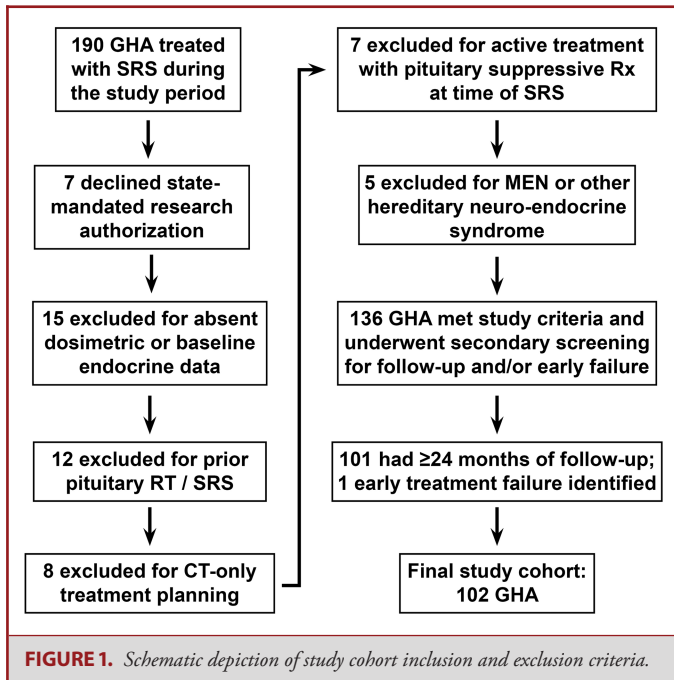 190 GHA treated
with SRS during
the study period
7 declined state-
mandated research
authorization
15 excluded for absent
dosimetric or baseline
endocrine data
12 excluded for prior
pituitary RT / SRS
8 excluded for CT-only
treatment planning
7 excluded for active treatment
with pituitary suppressive Rx
at time of SRS
5 excluded for MEN or other
hereditary neuro-endocrine
syndrome
136 GHA met study criteria and
underwent secondary screening
for follow-up and/or early failure
101 had ≥24 months of follow-up;
1 early treatment failure identified
Final study cohort:
102 GHA
FIGURE 1. Schematic depiction of study cohort inclusion and exclusion criteria.